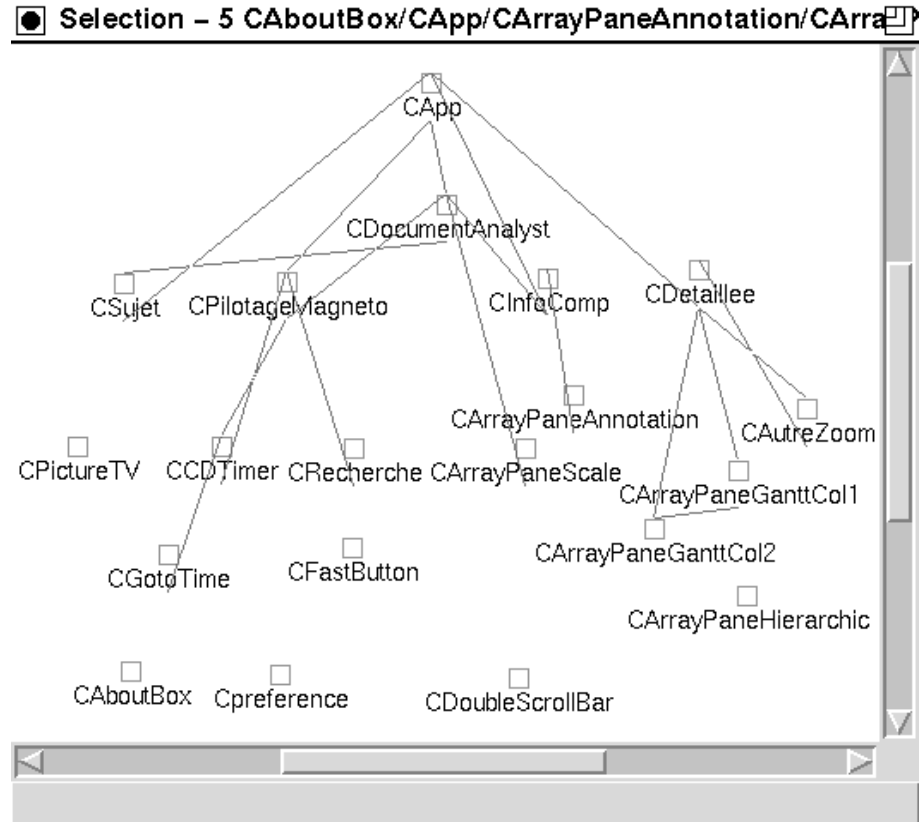 Selection – 5 CAboutBox/CApp/CArrayPaneAnnotation/CArra
CApp
CDocumentAnalyst
CSujet
CPilotageMagneto
CInfoComp
CDetaillee
CArrayPaneAnnotation
CAutreZoom
CPictureTV
CCDTimer
CRecherche
CArrayPaneScale
CArrayPaneGanttCol1
CArrayPaneGanttCol2
CGotoTime
CFastButton
CArrayPaneHierarchic
CAboutBox
Cpreference
CDoubleScrollBar